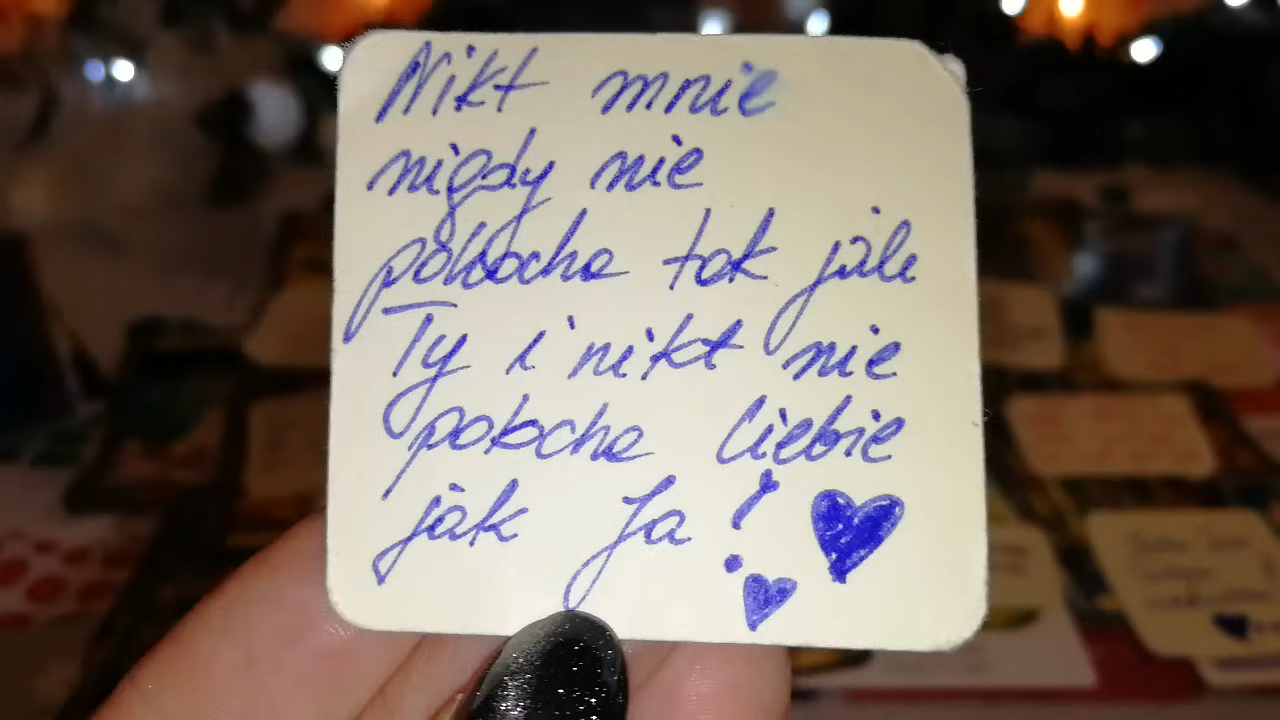 Nikt mnie
nigdy nie
pokocha tak jak
Ty i nikt nie
pokocha Ciebie
jak Ja!